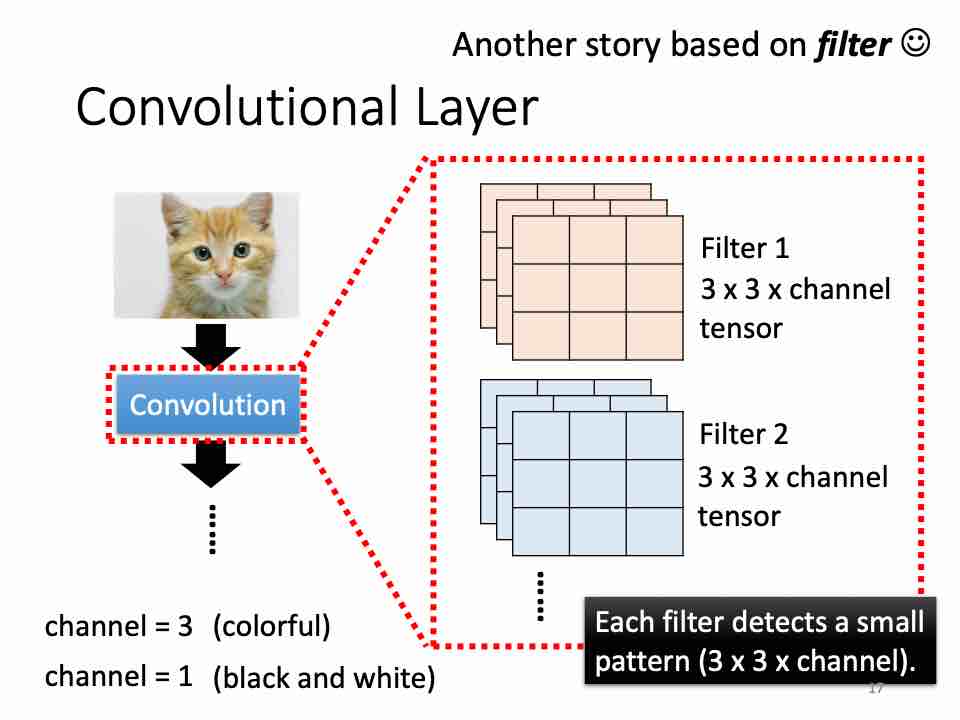 Another story based on filter ☺
Convolutional Layer
Convolution
Filter 1
3 x 3 x channel
tensor
Filter 2
3 x 3 x channel
tensor
channel = 3 (colorful)
channel = 1 (black and white)
Each filter detects a small
pattern (3 x 3 x channel).
17